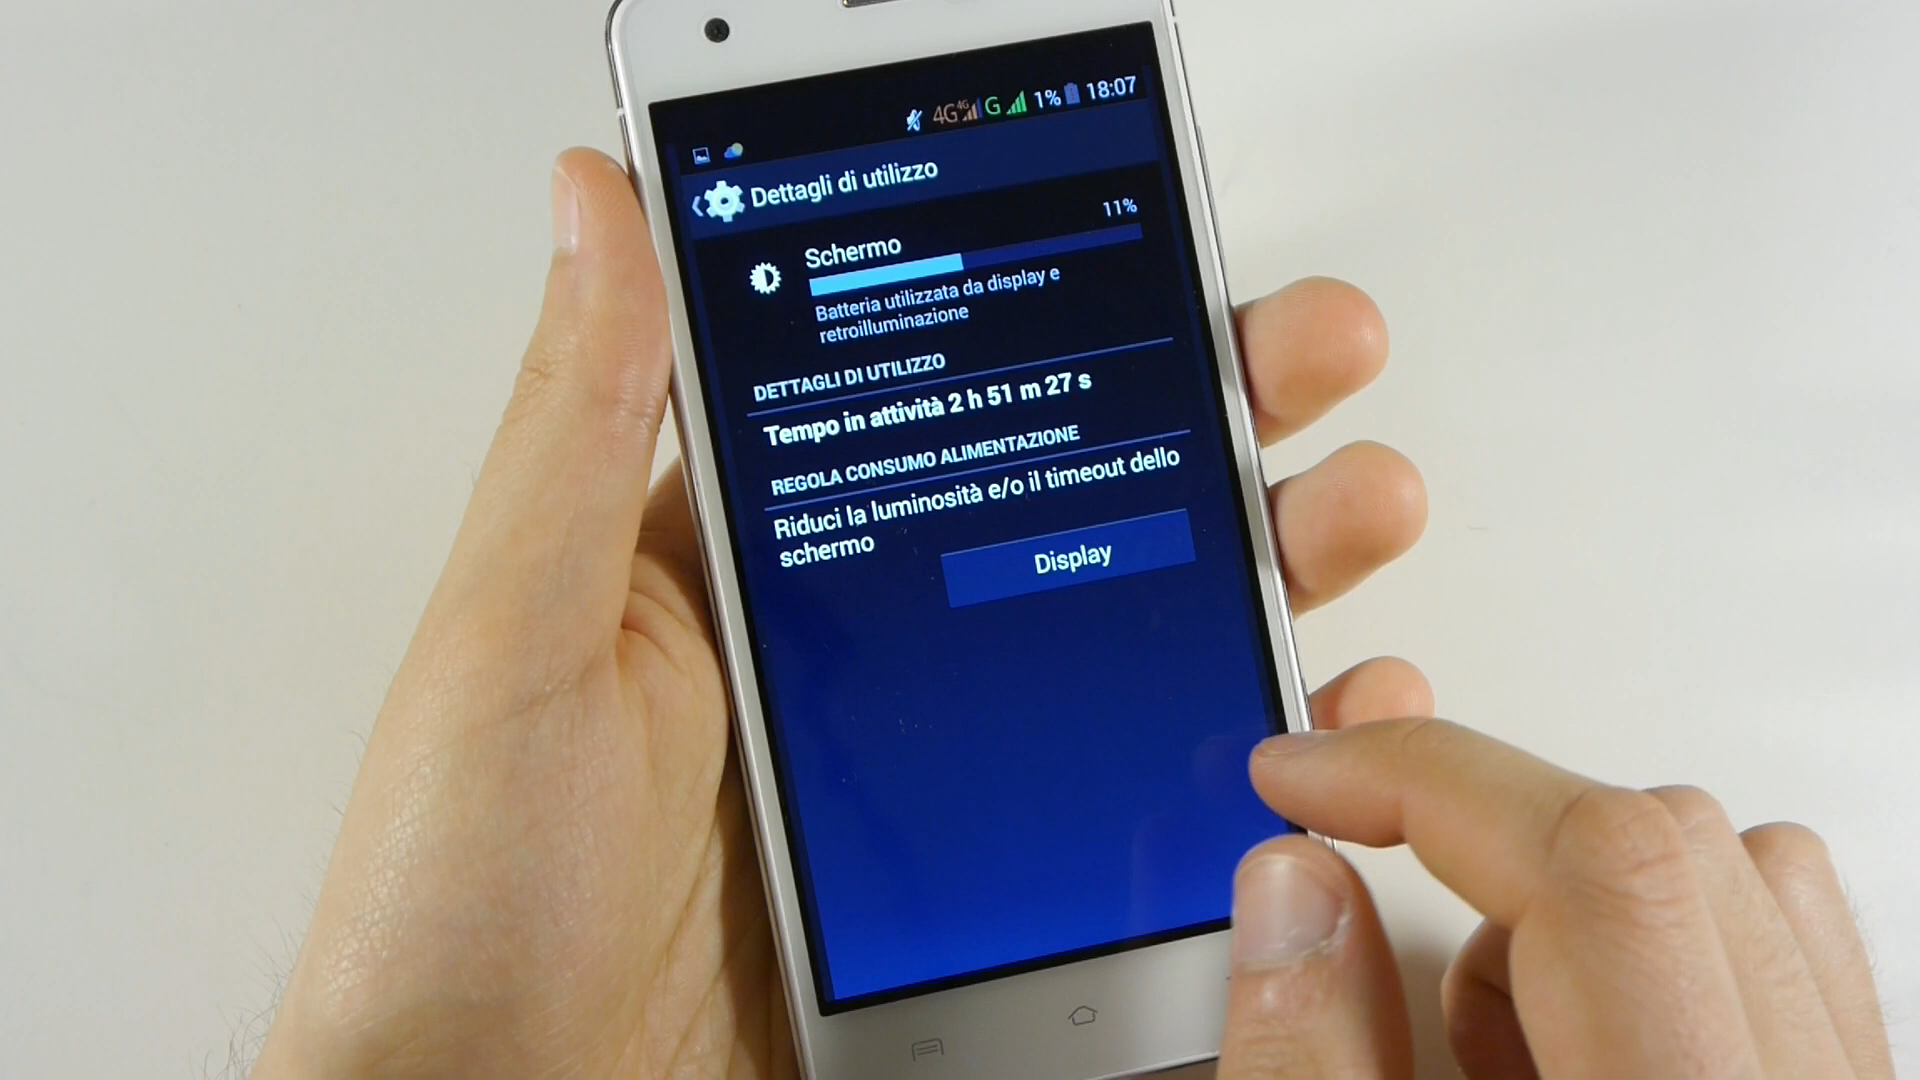 4G 4G G 1% 18:07
Dettagli di utilizzo
11%
Schermo
Batteria utilizzata da display e
retroilluminazione
DETTAGLI DI UTILIZZO
Tempo in attività 2 h 51 m 27 s
REGOLA CONSUMO ALIMENTAZIONE
Riduci la luminosità e/o il timeout dello
schermo
Display